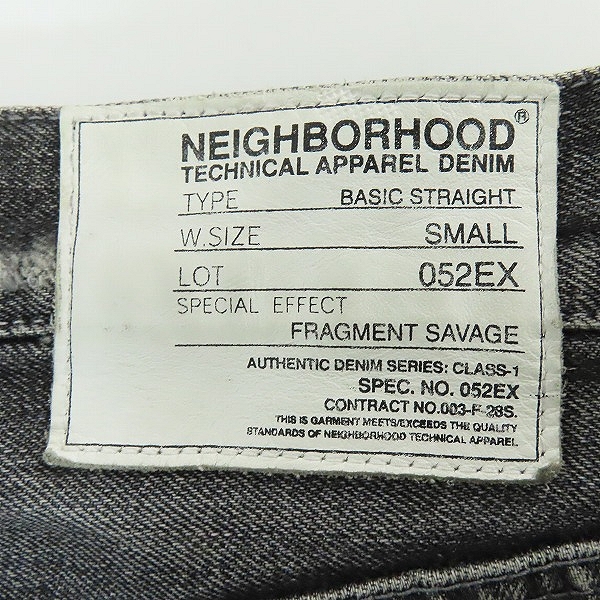 NEIGHBORHOOD®
TECHNICAL APPAREL DENIM
TYPE BASIC STRAIGHT
W.SIZE SMALL
LOT 052EX
SPECIAL EFFECT
FRAGMENT SAVAGE
AUTHENTIC DENIM SERIES: CLASS-1
SPEC. NO. 052EX
CONTRACT NO.003-F-28S.
THIS IS GARMENT MEETS/EXCEEDS THE QUALITY
STANDARDS OF NEIGHBORHOOD TECHNICAL APPAREL